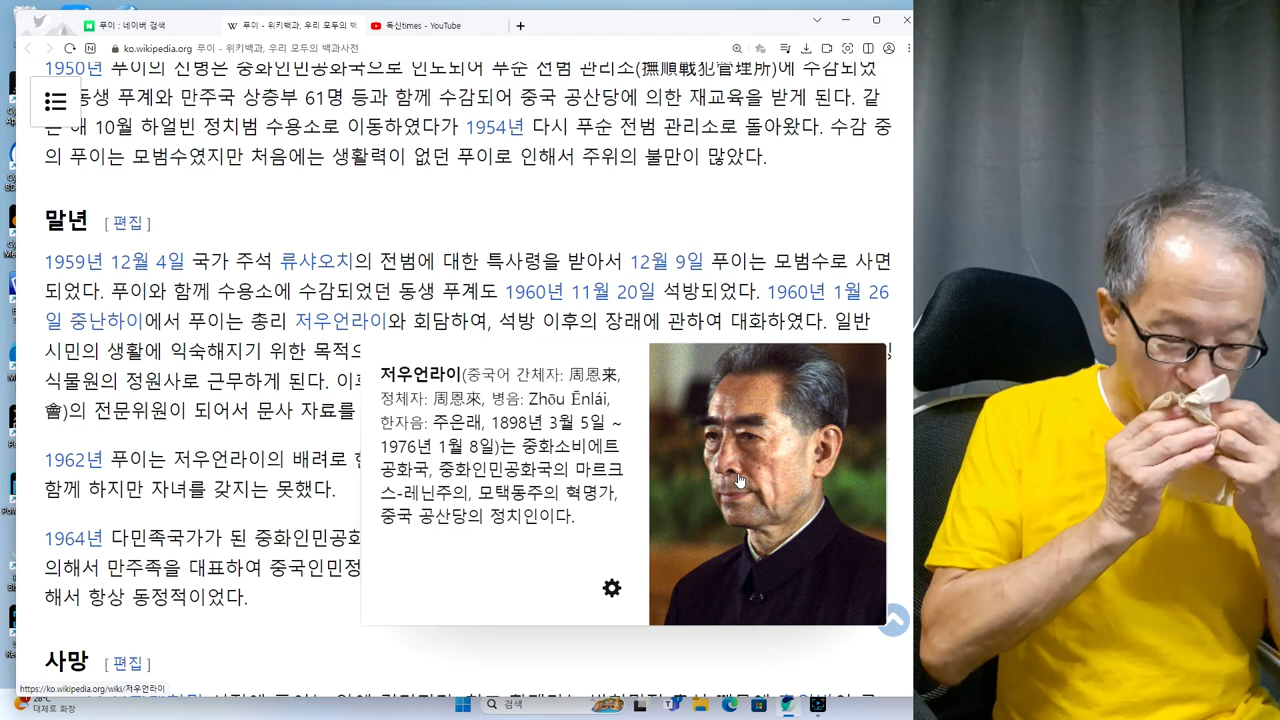 푸이 : 네이버 검색
푸이 - 위키백과, 우리 모두의 백
독신times - YouTube
ko.wikipedia.org 푸이 - 위키백과, 우리 모두의 백과사전
1950년 푸이의 신병은 중화인민공화국으로 인도되어 푸순 전범 관리소(撫順戰犯管理所)에 수감되었
동생 푸계와 만주국 상층부 61명 등과 함께 수감되어 중국 공산당에 의한 재교육을 받게 된다. 같
은 해 10월 하얼빈 정치범 수용소로 이동하였다가 1954년 다시 푸순 전범 관리소로 돌아왔다. 수감 중
의 푸이는 모범수였지만 처음에는 생활력이 없던 푸이로 인해서 주위의 불만이 많았다.
말년 [ 편집 ]
1959년 12월 4일 국가 주석 류샤오치의 전범에 대한 특사령을 받아서 12월 9일 푸이는 모범수로 사면
되었다. 푸이와 함께 수용소에 수감되었던 동생 푸계도 1960년 11월 20일 석방되었다. 1960년 1월 26
일 중난하이에서 푸이는 총리 저우언라이와 회담하여, 석방 이후의 장래에 관하여 대화하였다. 일반
시민의 생활에 익숙해지기 위한 목적으
식물원의 정원사로 근무하게 된다. 이후
會)의 전문위원이 되어서 문사 자료를
1962년 푸이는 저우언라이의 배려로
함께 하지만 자녀를 갖지는 못했다.
1964년 다민족국가가 된 중화인민공화
의해서 만주족을 대표하여 중국인민정
해서 항상 동정적이었다.
저우언라이(중국어 간체자: 周恩来,
정체자: 周恩來, 병음: Zhōu Ēnlái,
한자음: 주은래, 1898년 3월 5일 ~
1976년 1월 8일)는 중화소비에트
공화국, 중화인민공화국의 마르크
스-레닌주의, 모택동주의 혁명가,
중국 공산당의 정치인이다.
사망 [ 편집 ]
https://ko.wikipedia.org/wiki/저우언라이
28°C
대체로 화창
검색